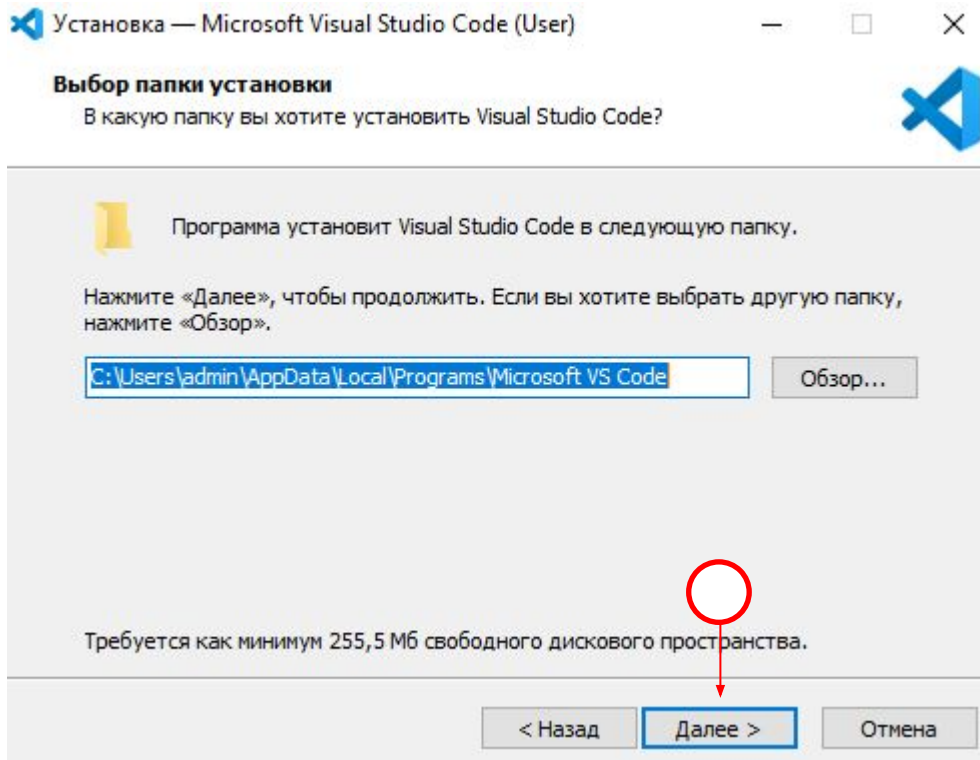 Установка — Microsoft Visual Studio Code (User)
Выбор папки установки
В какую папку вы хотите установить Visual Studio Code?
Программа установит Visual Studio Code в следующую папку.
Нажмите «Далее», чтобы продолжить. Если вы хотите выбрать другую папку,
нажмите «Обзор».
C:\Users\admin\AppData\Local\Programs\Microsoft VS Code
Обзор...
Требуется как минимум 255,5 Мб свободного дискового пространства.
< Назад
Далее >
Отмена